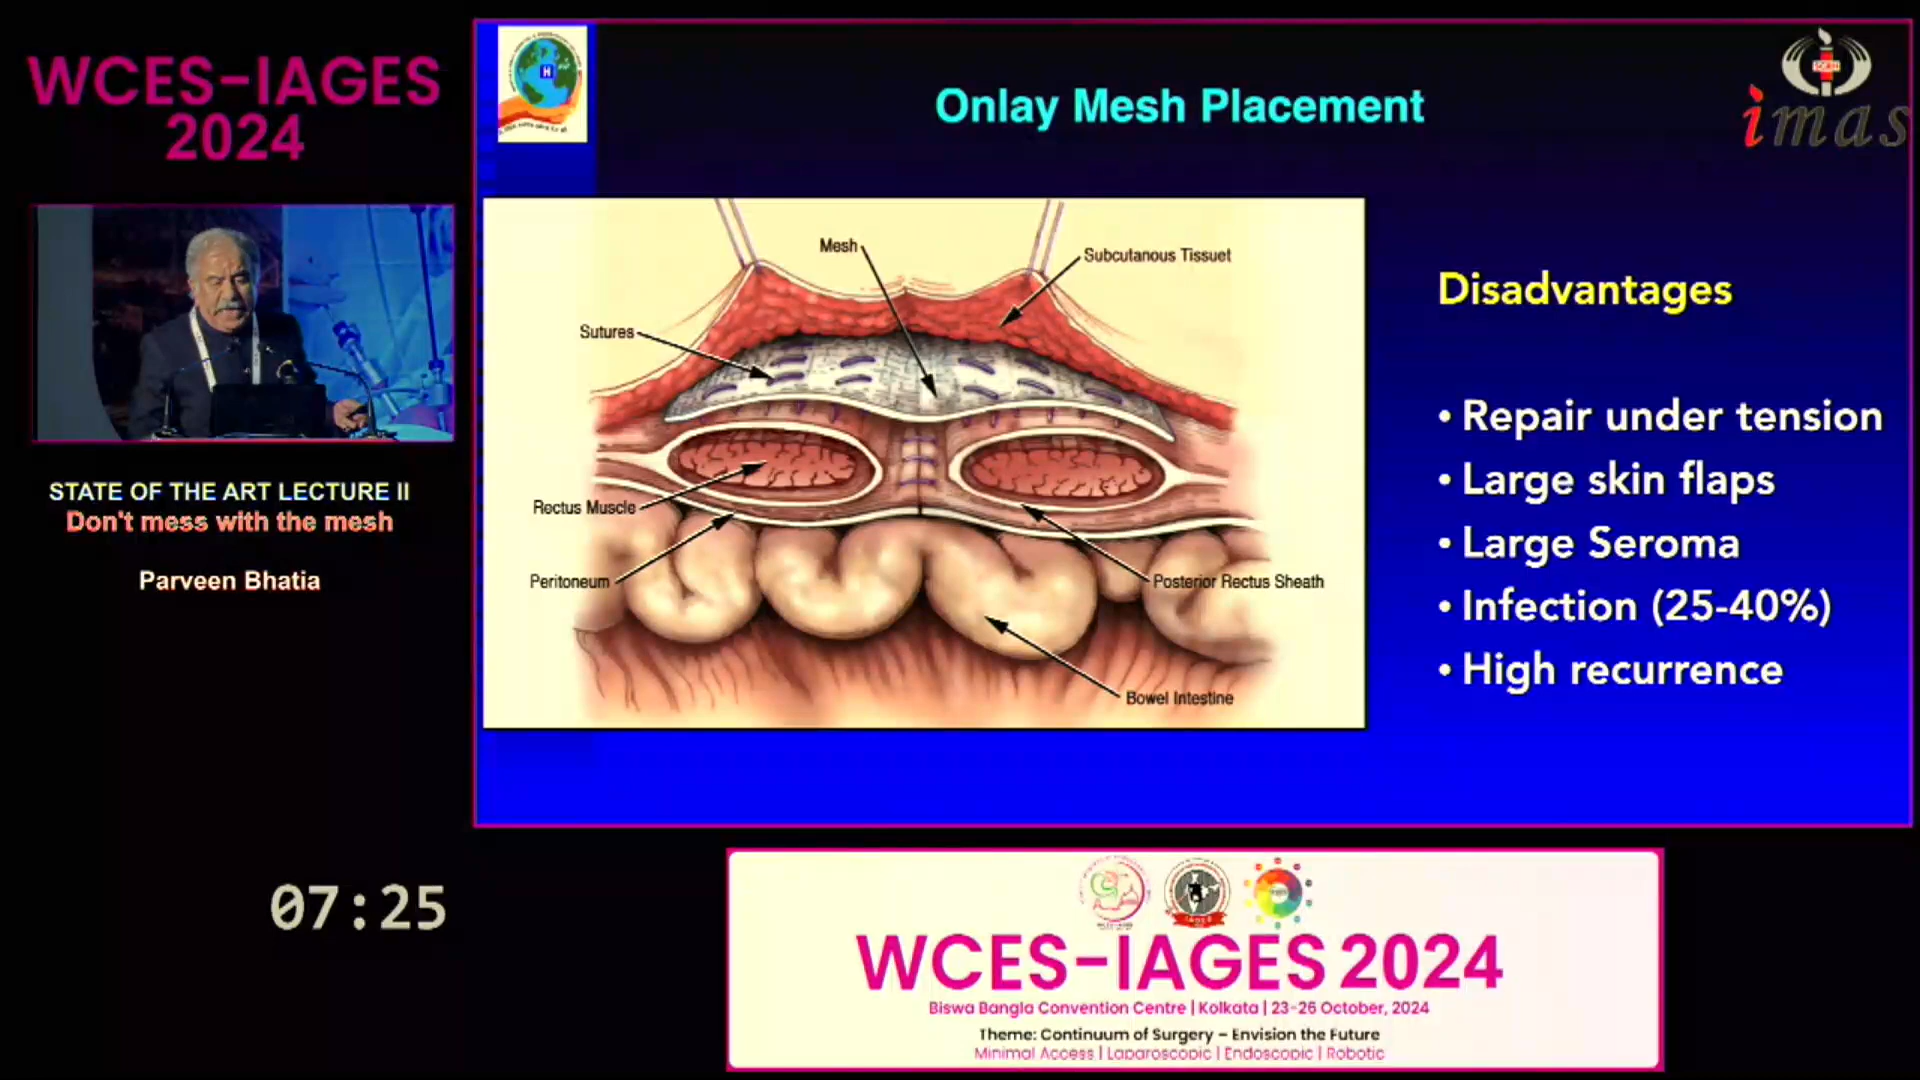 WCES-IAGES
2024
STATE OF THE ART LECTURE II
Don't mess with the mesh
Parveen Bhatia
07:25
H
imas
Onlay Mesh Placement
Mesh
Subcutanous Tissuet
Sutures
Rectus Muscle
Peritoneum
Posterior Rectus Sheath
Bowel Intestine
Disadvantages
• Repair under tension
• Large skin flaps
• Large Seroma
• Infection (25-40%)
• High recurrence
WCES-IAGES 2024
Biswa Bangla Convention Centre | Kolkata | 23-26 October, 2024
Theme: Continuum of Surgery – Envision the Future
Minimal Access | Laparoscopic | Endoscopic | Robotic